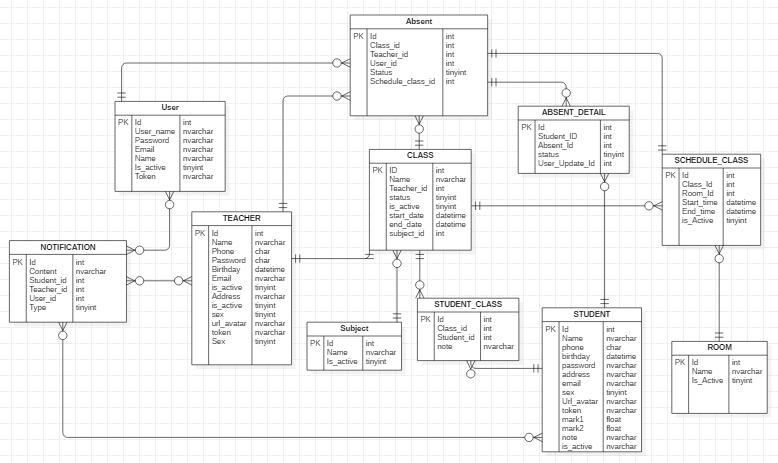 Absent
PK Id int
Class_id int
Teacher_id int
User_id int
Status tinyint
Schedule_class_id int
User
PK Id int
User_name nvarchar
Password nvarchar
Email nvarchar
Name nvarchar
Is_active tinyint
Token nvarchar
ABSENT_DETAIL
PK Id int
Student_ID int
Absent_Id int
status tinyint
User_Update_Id int
CLASS
PK ID int
Name nvarchar
Teacher_id int
status tinyint
is_active tinyint
start_date datetime
end_date datetime
subject_id int
SCHEDULE_CLASS
PK Id int
Class_Id int
Room_Id int
Start_time datetime
End_time datetime
is_Active tinyint
TEACHER
PK Id int
Name nvarchar
Phone char
Password char
Birthday datetime
Email nvarchar
is_active tinyint
Address nvarchar
is_active tinyint
sex tinyint
url_avatar nvarchar
token nvarchar
Sex tinyint
NOTIFICATION
PK Id int
Content nvarchar
Student_id int
Teacher_id int
User_id int
Type tinyint
Subject
PK Id int
Name nvarchar
Is_active tinyint
STUDENT_CLASS
PK Id int
Class_id int
Student_id int
note nvarchar
STUDENT
PK Id int
Name nvarchar
phone char
birthday datetime
password nvarchar
address nvarchar
email nvarchar
sex tinyint
Url_avatar nvarchar
token nvarchar
mark1 float
mark2 float
note nvarchar
is_active nvarchar
ROOM
PK Id int
Name nvarchar
Is_Active tinyint